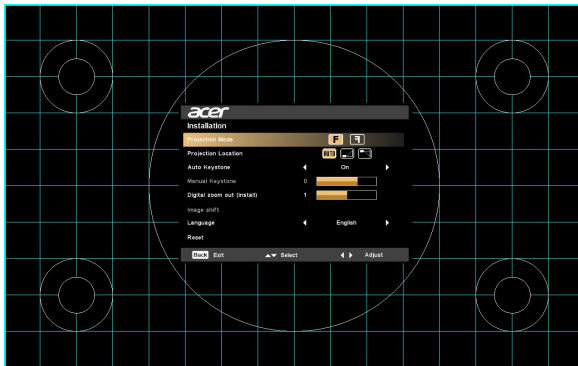 acer
Installation
Projection Mode F F
Projection Location AUTO
Auto Keystone On
Manual Keystone 0
Digital zoom out (Install) 1
Image shift
Language English
Reset
Back Exit Select Adjust